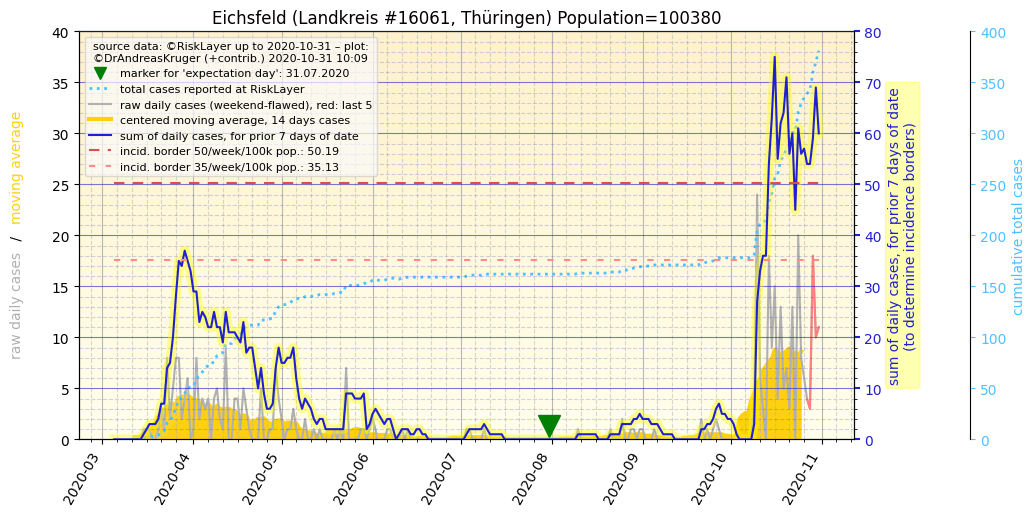 Eichsfeld (Landkreis #16061, Thüringen) Population=100380
source data: ©RiskLayer up to 2020-10-31 – plot:
©DrAndreasKruger (+contrib.) 2020-10-31 10:09
marker for 'expectation day': 31.07.2020
total cases reported at RiskLayer
raw daily cases (weekend-flawed), red: last 5
centered moving average, 14 days cases
sum of daily cases, for prior 7 days of date
incid. border 50/week/100k pop.: 50.19
incid. border 35/week/100k pop.: 35.13
raw daily cases / moving average
40
35
30
25
20
15
10
5
0
80
70
60
50
40
30
20
10
0
sum of daily cases, for prior 7 days of date
(to determine incidence borders)
400
350
300
250
200
150
100
50
0
cumulative total cases
2020-03
2020-04
2020-05
2020-06
2020-07
2020-08
2020-09
2020-10
2020-11